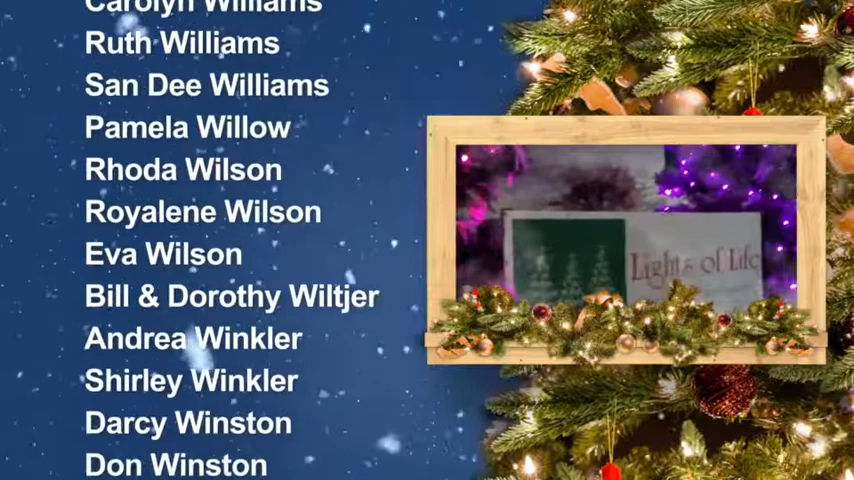 Carolyn Williams
Ruth Williams
San Dee Williams
Pamela Willow
Rhoda Wilson
Royalene Wilson
Eva Wilson
Bill & Dorothy Wiltjer
Andrea Winkler
Shirley Winkler
Darcy Winston
Don Winston
Lights of Life